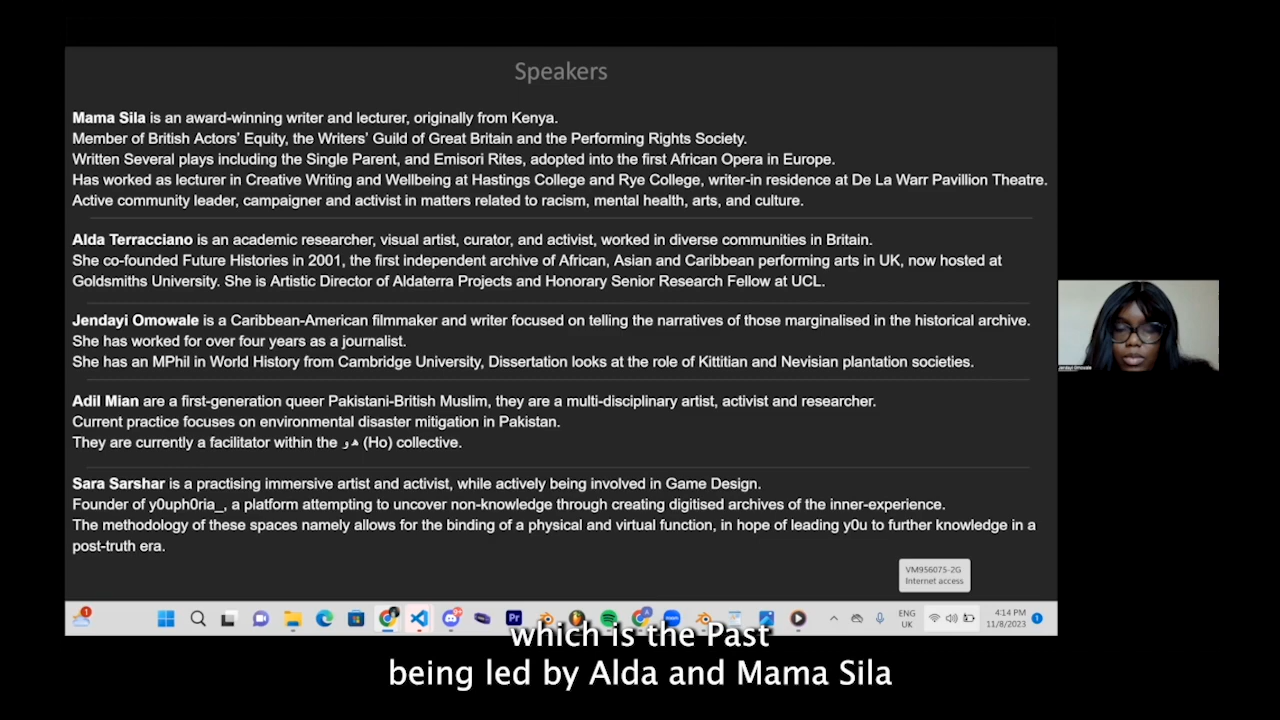 Speakers
Mama Sila is an award-winning writer and lecturer, originally from Kenya.
Member of British Actors' Equity, the Writers' Guild of Great Britain and the Performing Rights Society.
Written Several plays including the Single Parent, and Emisori Rites, adopted into the first African Opera in Europe.
Has worked as lecturer in Creative Writing and Wellbeing at Hastings College and Rye College, writer-in residence at De La Warr Pavillion Theatre.
Active community leader, campaigner and activist in matters related to racism, mental health, arts, and culture.
Alda Terracciano is an academic researcher, visual artist, curator, and activist, worked in diverse communities in Britain.
She co-founded Future Histories in 2001, the first independent archive of African, Asian and Caribbean performing arts in UK, now hosted at
Goldsmiths University. She is Artistic Director of Aldaterra Projects and Honorary Senior Research Fellow at UCL.
Jendayi Omowale is a Caribbean-American filmmaker and writer focused on telling the narratives of those marginalised in the historical archive.
She has worked for over four years as a journalist.
She has an MPhil in World History from Cambridge University, Dissertation looks at the role of Kittitian and Nevisian plantation societies.
Adil Mian are a first-generation queer Pakistani-British Muslim, they are a multi-disciplinary artist, activist and researcher.
Current practice focuses on environmental disaster mitigation in Pakistan.
They are currently a facilitator within the هو (Ho) collective.
Sara Sarshar is a practising immersive artist and activist, while actively being involved in Game Design.
Founder of y0uph0ria_, a platform attempting to uncover non-knowledge through creating digitised archives of the inner-experience.
The methodology of these spaces namely allows for the binding of a physical and virtual function, in hope of leading y0u to further knowledge in a
post-truth era.
VM956075-2G
Internet access
Jendayi Omowale
1
Pr
ENG
UK
4:14 PM
11/8/2023
1
which is the Past
being led by Alda and Mama Sila